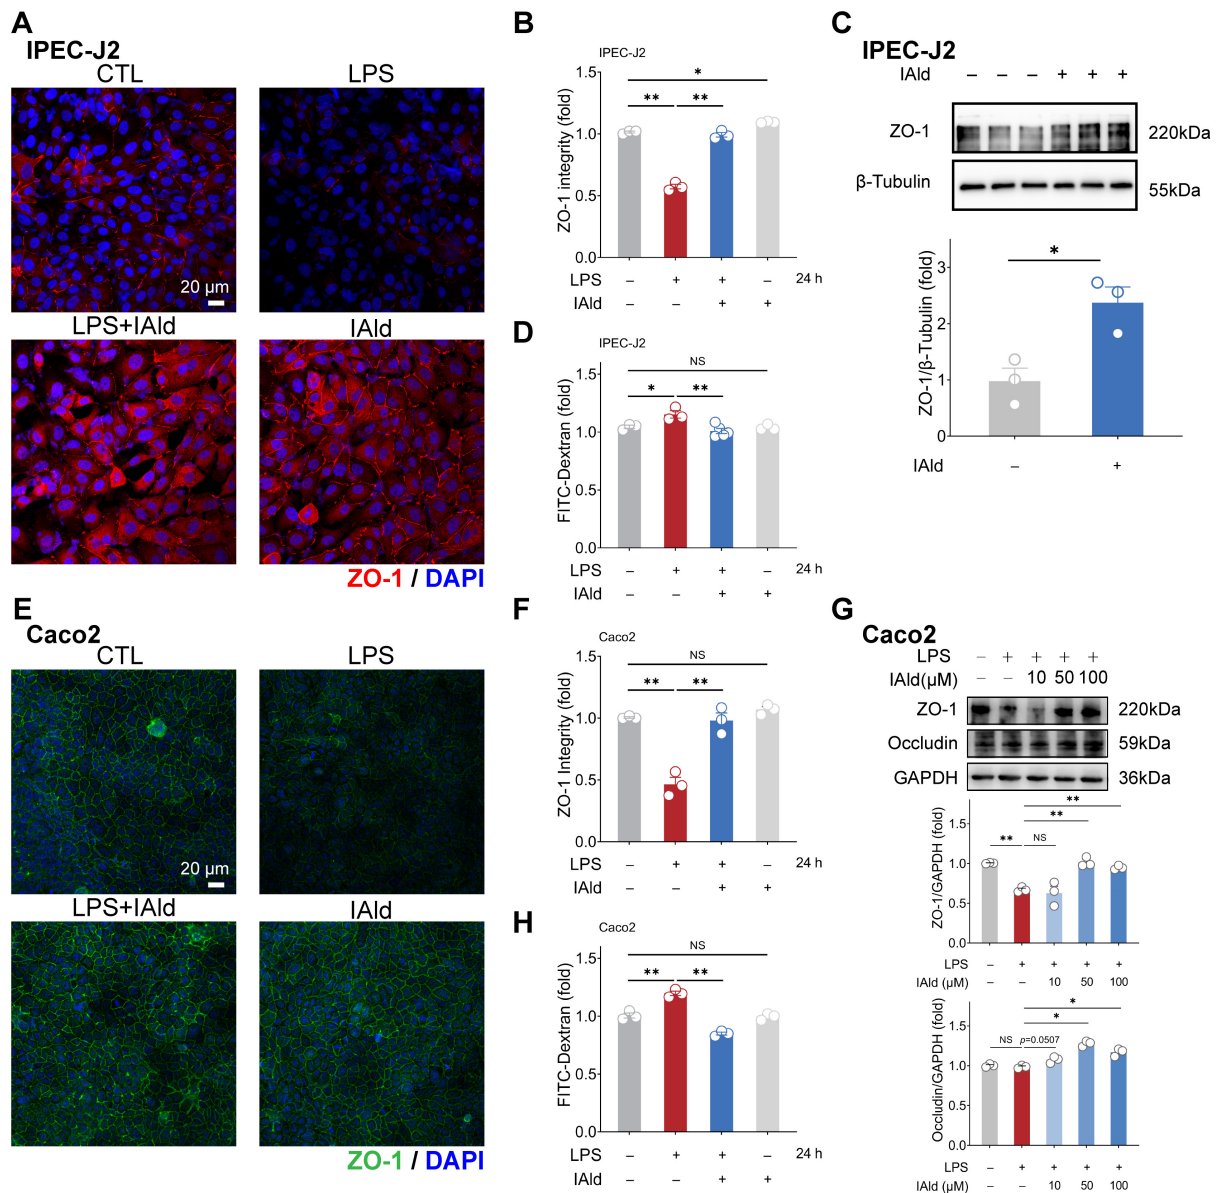 A
IPEC-J2
CTL
LPS
20 μm
LPS+IAld
IAld
ZO-1 / DAPI
B
IPEC-J2
ZO-1 integrity (fold)
1.5
1.0
0.5
0.0
*
** **
LPS – + + –
IAld – – + +
24 h
C
IPEC-J2
IAld – – – + + +
ZO-1 220kDa
β-Tubulin 55kDa
ZO-1/β-Tubulin (fold)
3
2
1
0
*
IAld – +
D
IPEC-J2
FITC-Dextran (fold)
1.5
1.0
0.5
0.0
NS
* **
LPS – + + –
IAld – – + +
24 h
E
Caco2
CTL
LPS
20 μm
LPS+IAld
IAld
ZO-1 / DAPI
F
Caco2
ZO-1 Integrity (fold)
1.5
1.0
0.5
0.0
NS
** **
LPS – + + –
IAld – – + +
24 h
G
Caco2
LPS – + + + +
IAld(μM) – – 10 50 100
ZO-1 220kDa
Occludin 59kDa
GAPDH 36kDa
ZO-1/GAPDH (fold)
1.5
1.0
0.5
0.0
**
**
** NS
LPS – + + + +
IAld (μM) – – 10 50 100
Occludin/GAPDH (fold)
1.5
1.0
0.5
0.0
*
*
NS p=0.0507
LPS – + + + +
IAld (μM) – – 10 50 100
H
Caco2
FITC-Dextran (fold)
1.5
1.0
0.5
0.0
NS
** **
LPS – + + –
IAld – – + +
24 h